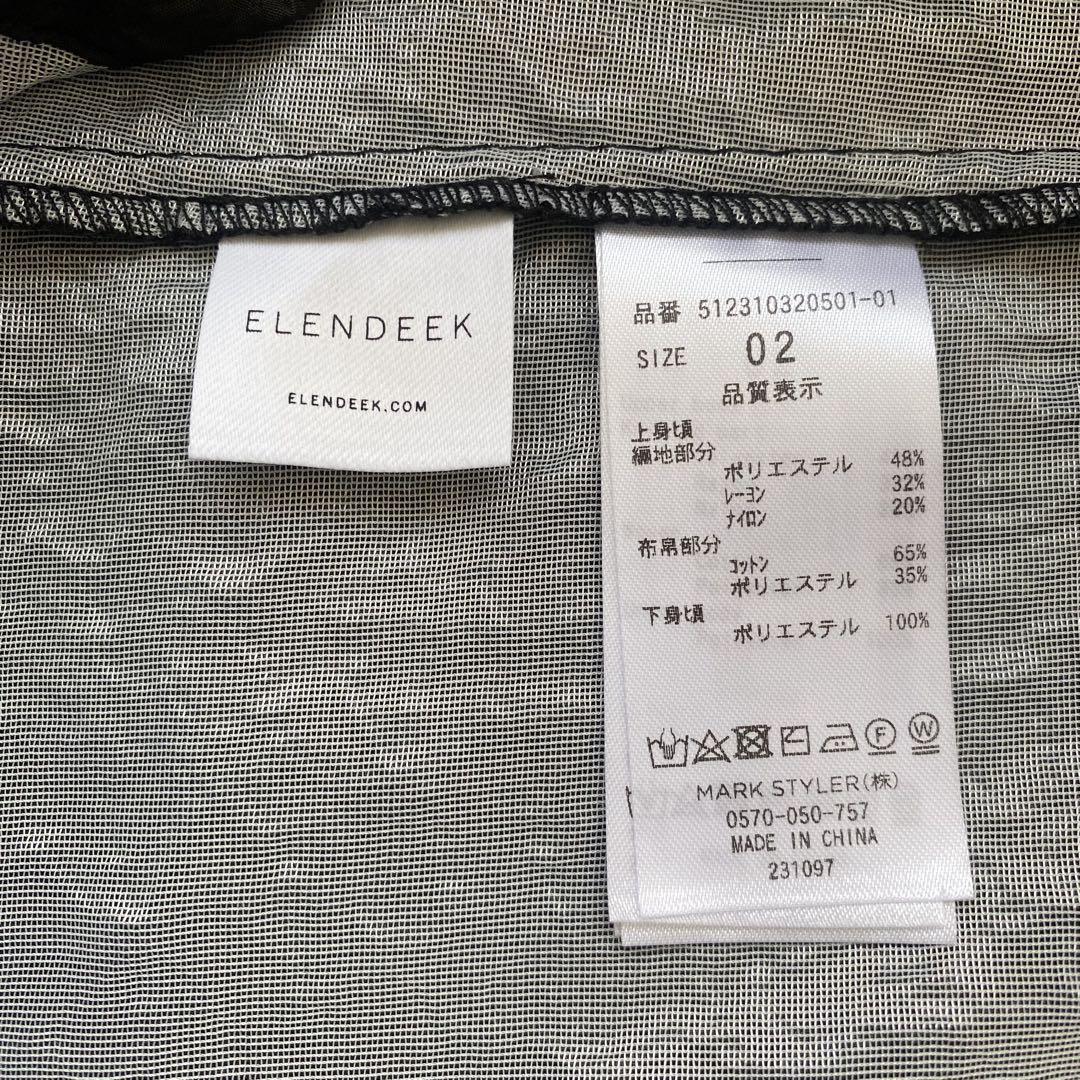 ELENDEEK
ELENDEEK.COM
品番 512310320501-01
SIZE 02
品質表示
上身頃
編地部分
ポリエステル 48%
レーヨン 32%
ナイロン 20%
布帛部分
コットン 65%
ポリエステル 35%
下身頃
ポリエステル 100%
F W
MARK STYLER(株)
0570-050-757
MADE IN CHINA
231097